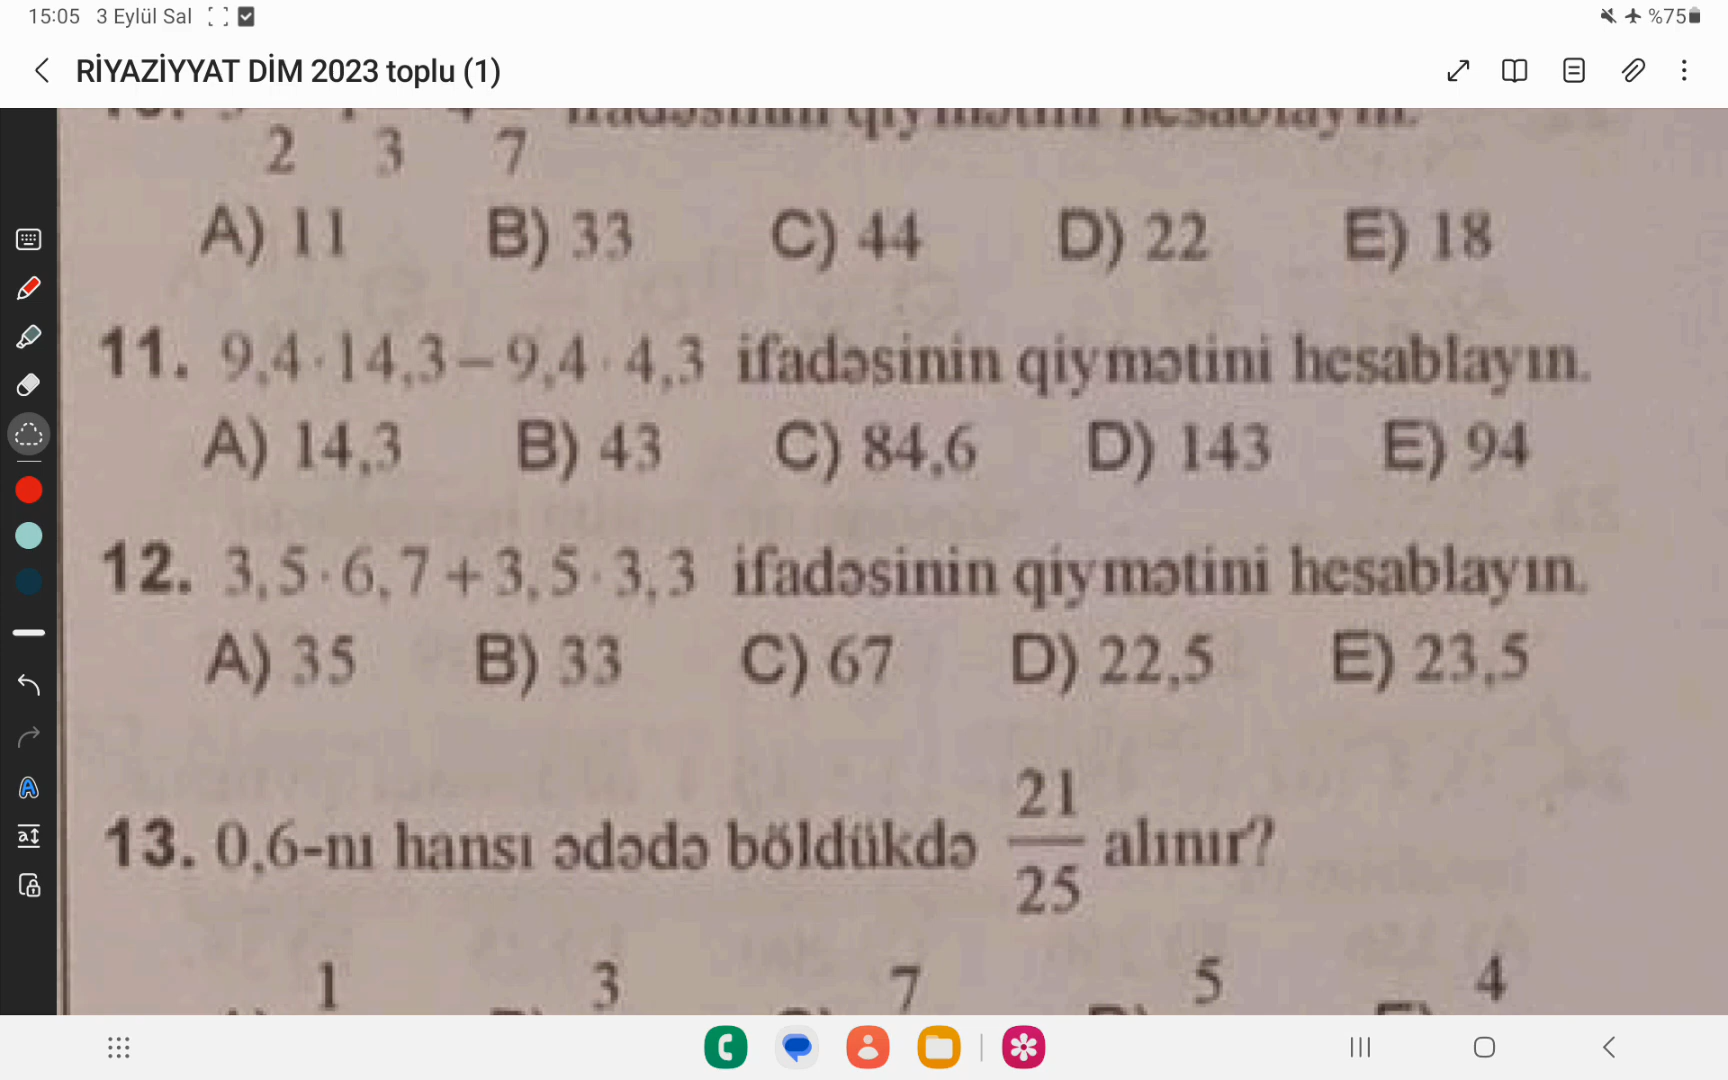 15:05 3 Eylül Sal %75
RİYAZİYYAT DİM 2023 toplu (1)
ifadəsinin qiymətini hesablayın.
2 3 7
A) 11 B) 33 C) 44 D) 22 E) 18
11. 9,4·14,3−9,4·4,3 ifadəsinin qiymətini hesablayın.
A) 14,3 B) 43 C) 84,6 D) 143 E) 94
12. 3,5·6,7+3,5·3,3 ifadəsinin qiymətini hesablayın.
A) 35 B) 33 C) 67 D) 22,5 E) 23,5
13. 0,6-nı hansı ədədə böldükdə 21/25 alınır?
1 3 7 5 4